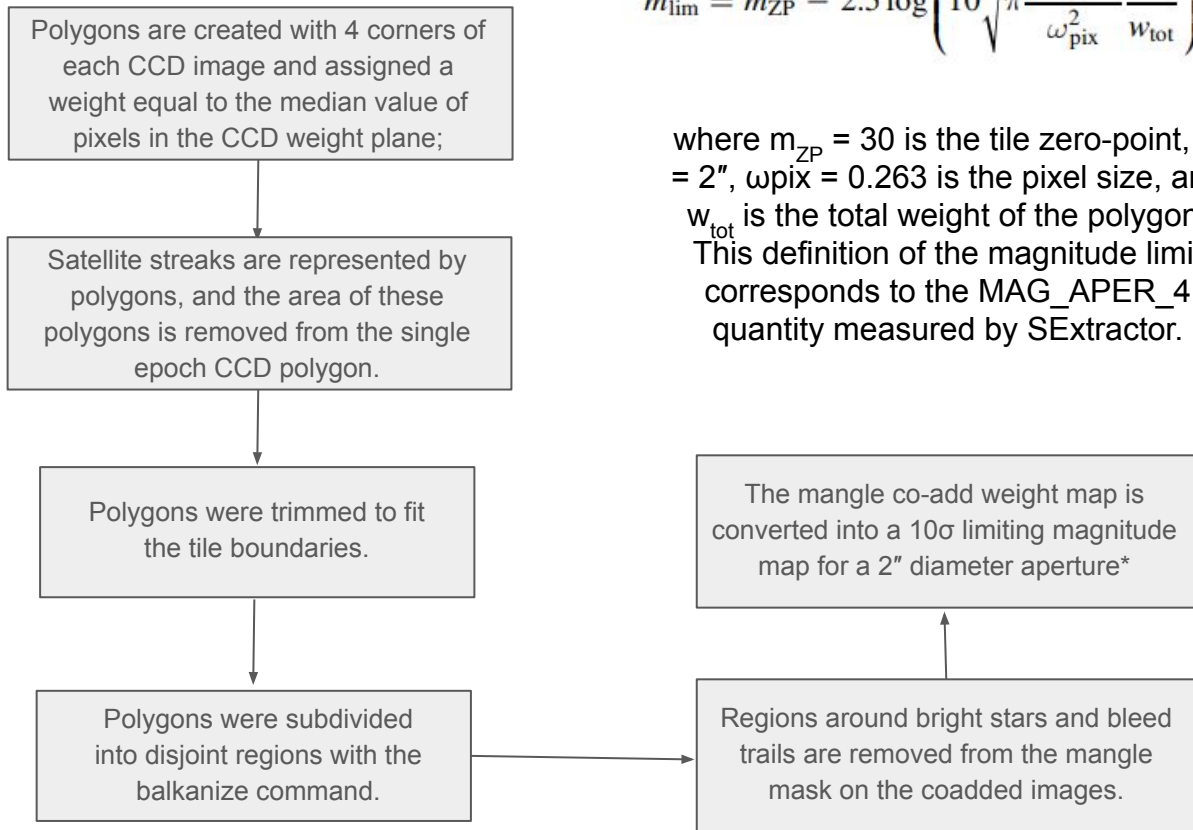 Polygons are created with 4 corners of
each CCD image and assigned a
weight equal to the median value of
pixels in the CCD weight plane;
Satellite streaks are represented by
polygons, and the area of these
polygons is removed from the single
epoch CCD polygon.
Polygons were trimmed to fit
the tile boundaries.
Polygons were subdivided
into disjoint regions with the
balkanize command.
Regions around bright stars and bleed
trails are removed from the mangle
mask on the coadded images.
The mangle co-add weight map is
converted into a 10σ limiting magnitude
map for a 2″ diameter aperture*
ω²pix wtot
where mZP = 30 is the tile zero-point,
= 2″, ωpix = 0.263 is the pixel size,
wtot is the total weight of the
This definition of the magnitude
corresponds to the MAG_APER_4
quantity measured by SExtractor.